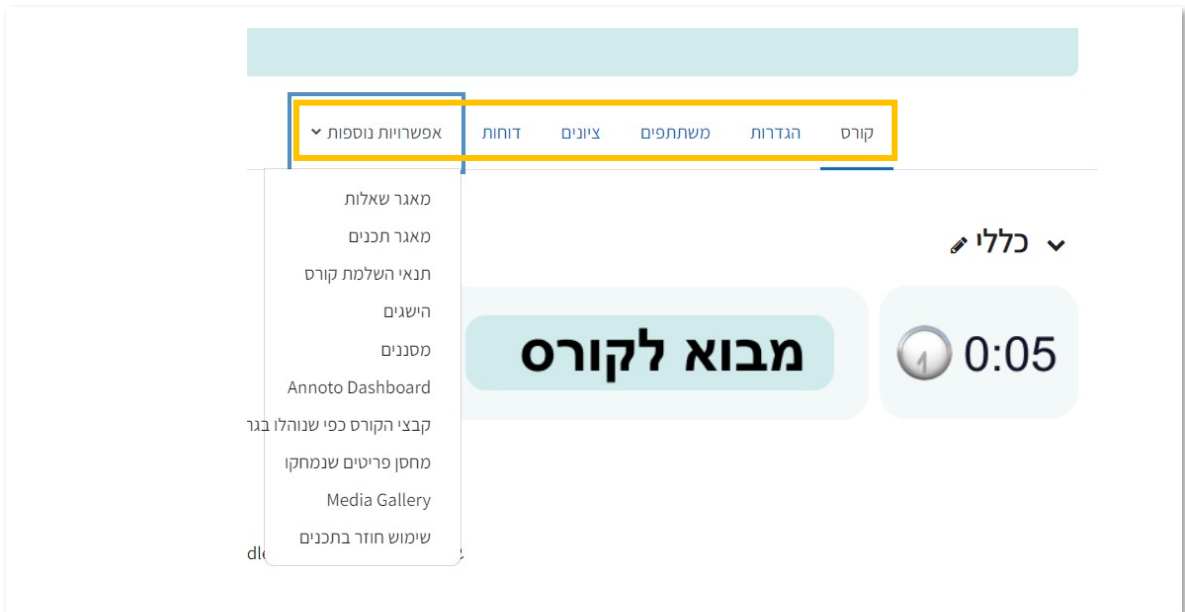 קורס הגדרות משתתפים ציונים דוחות אפשרויות נוספות
מאגר שאלות
מאגר תכנים
תנאי השלמת קורס
הישגים
מסננים
Annoto Dashboard
קבצי הקורס כפי שנוהלו בגר
מחסן פריטים שנמחקו
Media Gallery
שימוש חוזר בתכנים
כללי
0:05
מבוא לקורס